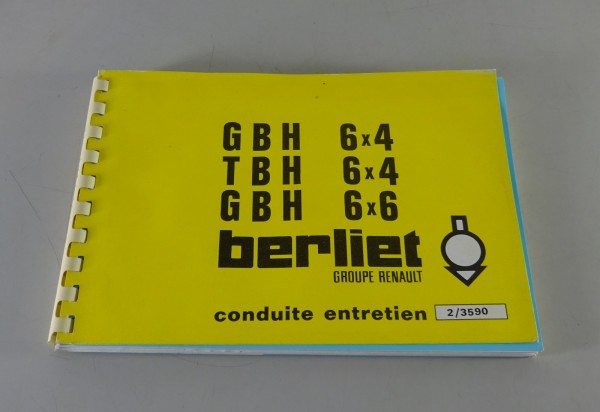 GBH 6x4
TBH 6x4
GBH 6x6
berliet
GROUPE RENAULT
conduite entretien 2/3590